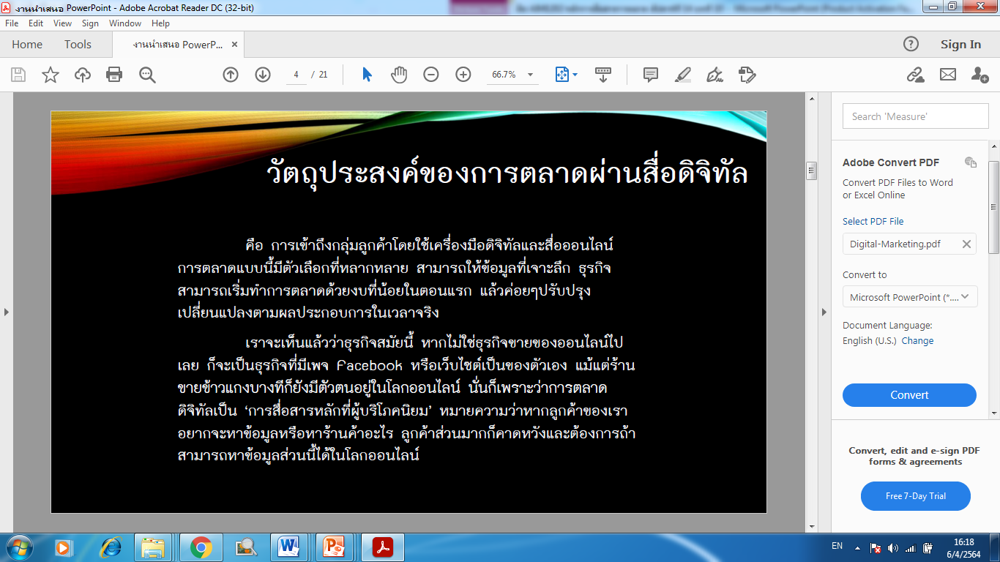 งานนำเสนอ PowerPoint - Adobe Acrobat Reader DC (32-bit)
File Edit View Sign Window Help
Home Tools งานนำเสนอ PowerP... Sign In
4 / 21 66.7%
Search 'Measure'
วัตถุประสงค์ของการตลาดผ่านสื่อดิจิทัล
คือ การเข้าถึงกลุ่มลูกค้าโดยใช้เครื่องมือดิจิทัลและสื่อออนไลน์
การตลาดแบบนี้มีตัวเลือกที่หลากหลาย สามารถให้ข้อมูลที่เจาะลึก ธุรกิจ
สามารถเริ่มทำการตลาดด้วยงบที่น้อยในตอนแรก แล้วค่อยๆปรับปรุง
เปลี่ยนแปลงตามผลประกอบการในเวลาจริง
เราจะเห็นแล้วว่าธุรกิจสมัยนี้ หากไม่ใช่ธุรกิจขายของออนไลน์ไป
เลย ก็จะเป็นธุรกิจที่มีเพจ Facebook หรือเว็บไซต์เป็นของตัวเอง แม้แต่ร้าน
ขายข้าวแกงบางทีก็ยังมีตัวตนอยู่ในโลกออนไลน์ นั่นก็เพราะว่าการตลาด
ดิจิทัลเป็น ‘การสื่อสารหลักที่ผู้บริโภคนิยม’ หมายความว่าหากลูกค้าของเรา
อยากจะหาข้อมูลหรือหาร้านค้าอะไร ลูกค้าส่วนมากก็คาดหวังและต้องการถ้า
สามารถหาข้อมูลส่วนนี้ได้ในโลกออนไลน์
Adobe Convert PDF
Convert PDF Files to Word
or Excel Online
Select PDF File
Digital-Marketing.pdf
Convert to
Microsoft PowerPoint (*....
Document Language:
English (U.S.) Change
Convert
Convert, edit and e-sign PDF
forms & agreements
Free 7-Day Trial
EN
16:18
6/4/2564